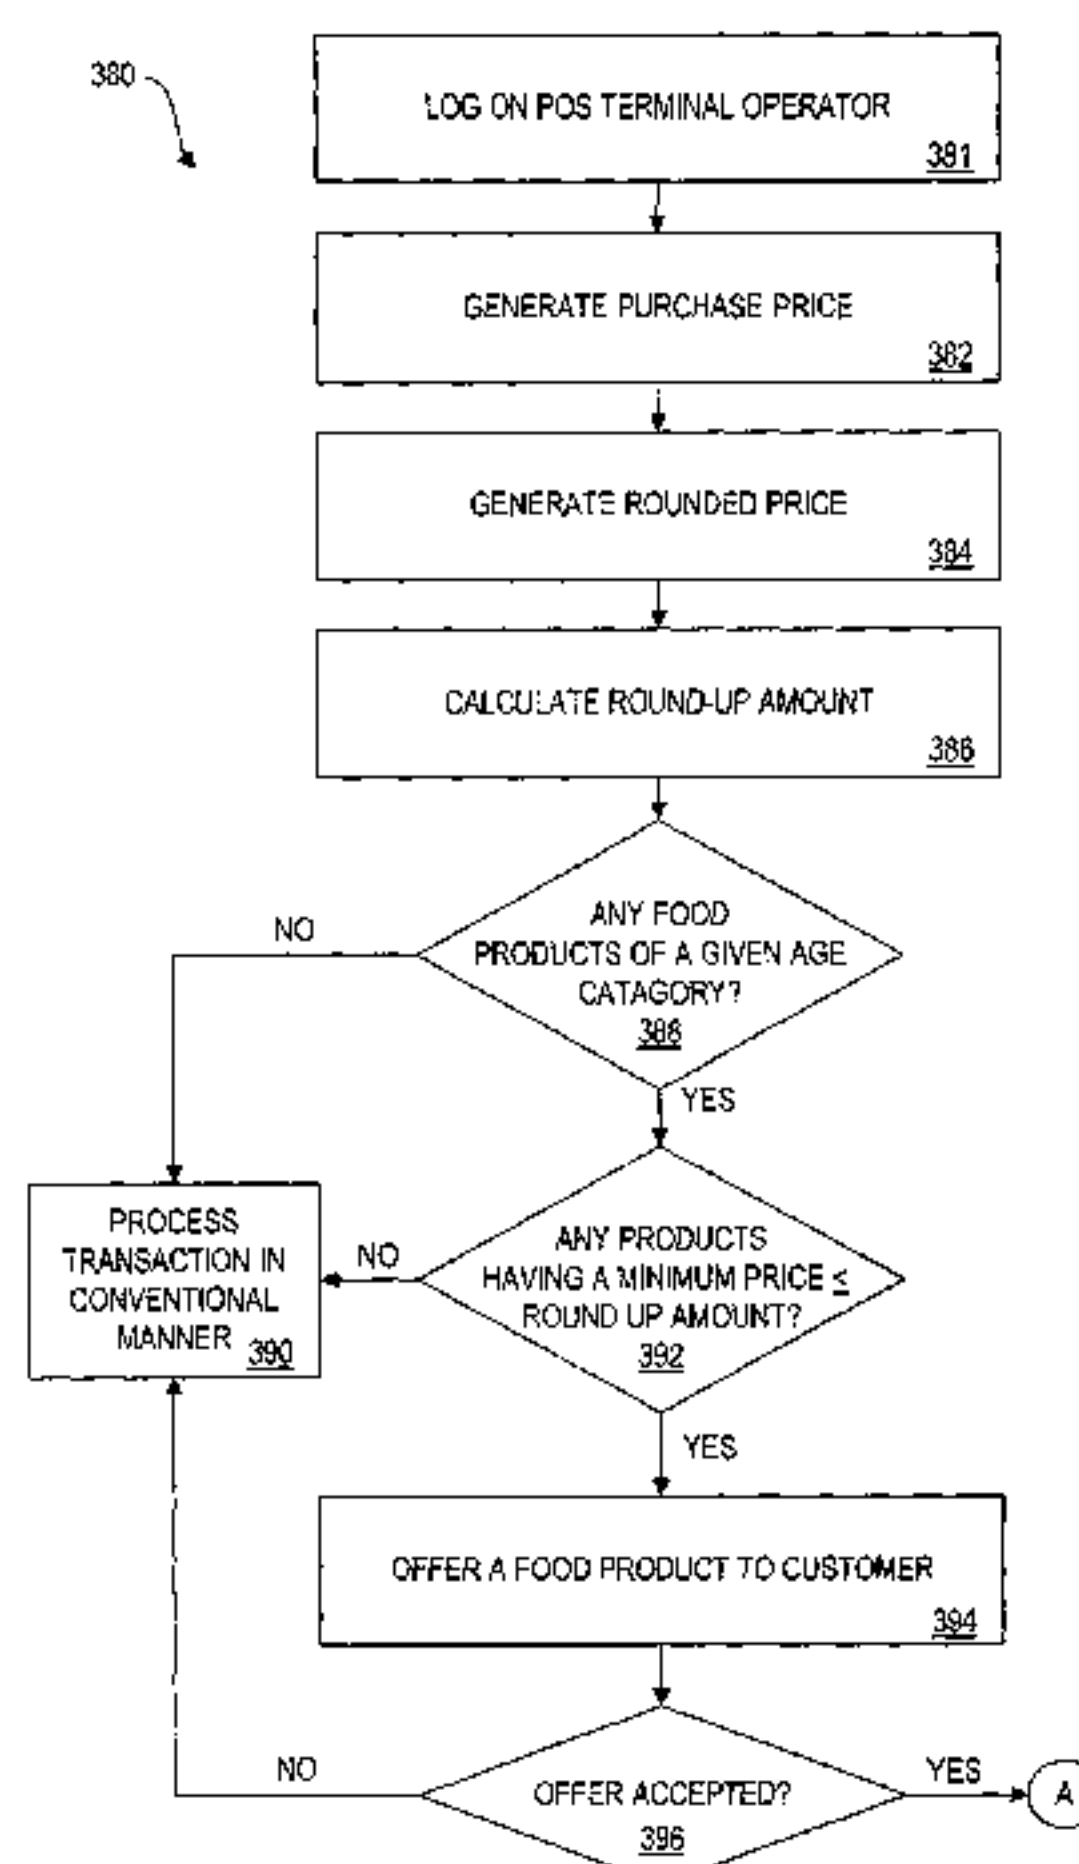 380
LOG ON POS TERMINAL OPERATOR
381
GENERATE PURCHASE PRICE
382
GENERATE ROUNDED PRICE
384
CALCULATE ROUND-UP AMOUNT
386
ANY FOOD
PRODUCTS OF A GIVEN AGE
CATAGORY?
388
NO
YES
PROCESS
TRANSACTION IN
CONVENTIONAL
MANNER
390
NO
ANY PRODUCTS
HAVING A MINIMUM PRICE ≤
ROUND UP AMOUNT?
392
YES
OFFER A FOOD PRODUCT TO CUSTOMER
394
NO
OFFER ACCEPTED?
396
YES
A